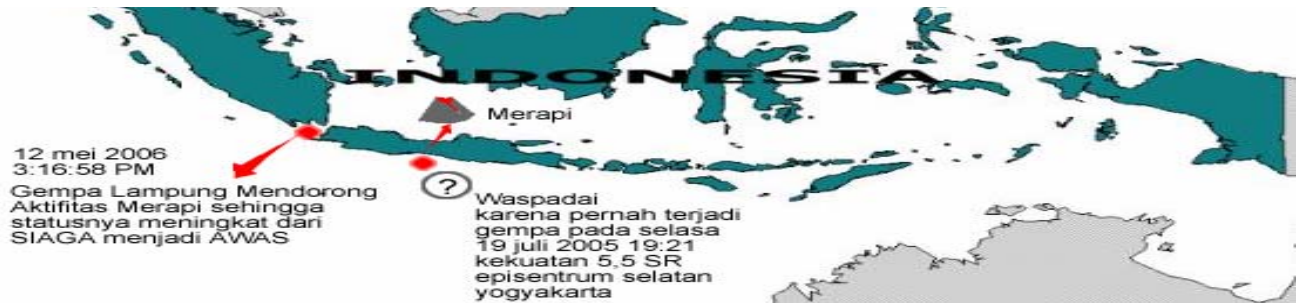 INDONESIA
Merapi
12 mei 2006
3:16:58 PM
Gempa Lampung Mendorong
Aktifitas Merapi sehingga
statusnya meningkat dari
SIAGA menjadi AWAS
?
Waspadai
karena pernah terjadi
gempa pada selasa
19 juli 2005 19:21
kekuatan 5,5 SR
episentrum selatan
yogyakarta